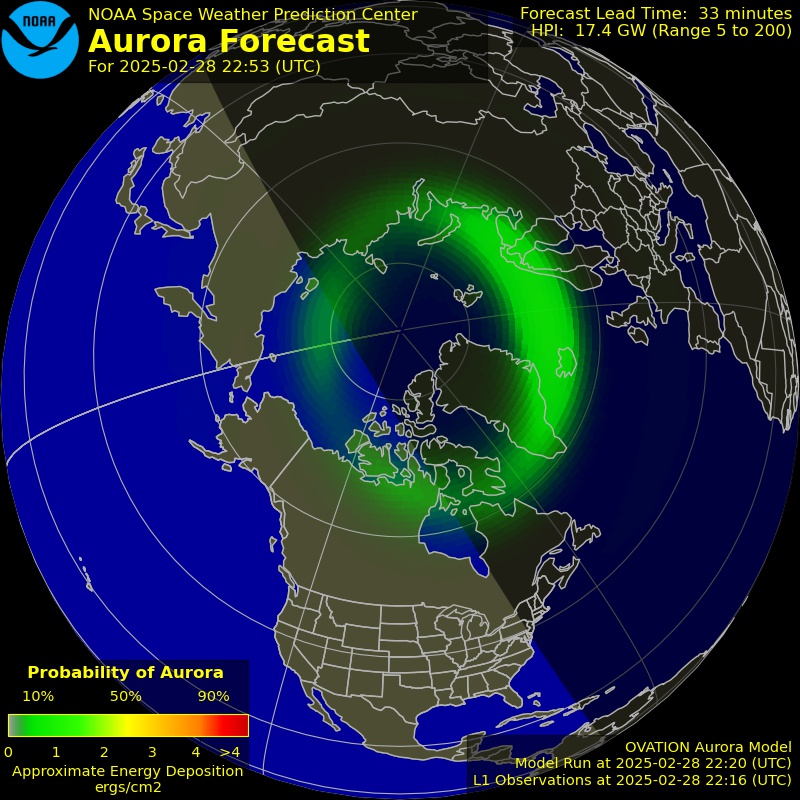 NOAA
NOAA Space Weather Prediction Center
Aurora Forecast
For 2025-02-28 22:53 (UTC)
Forecast Lead Time: 33 minutes
HPI: 17.4 GW (Range 5 to 200)
Probability of Aurora
10% 50% 90%
0 1 2 3 4 >4
Approximate Energy Deposition
ergs/cm2
OVATION Aurora Model
Model Run at 2025-02-28 22:20 (UTC)
L1 Observations at 2025-02-28 22:16 (UTC)